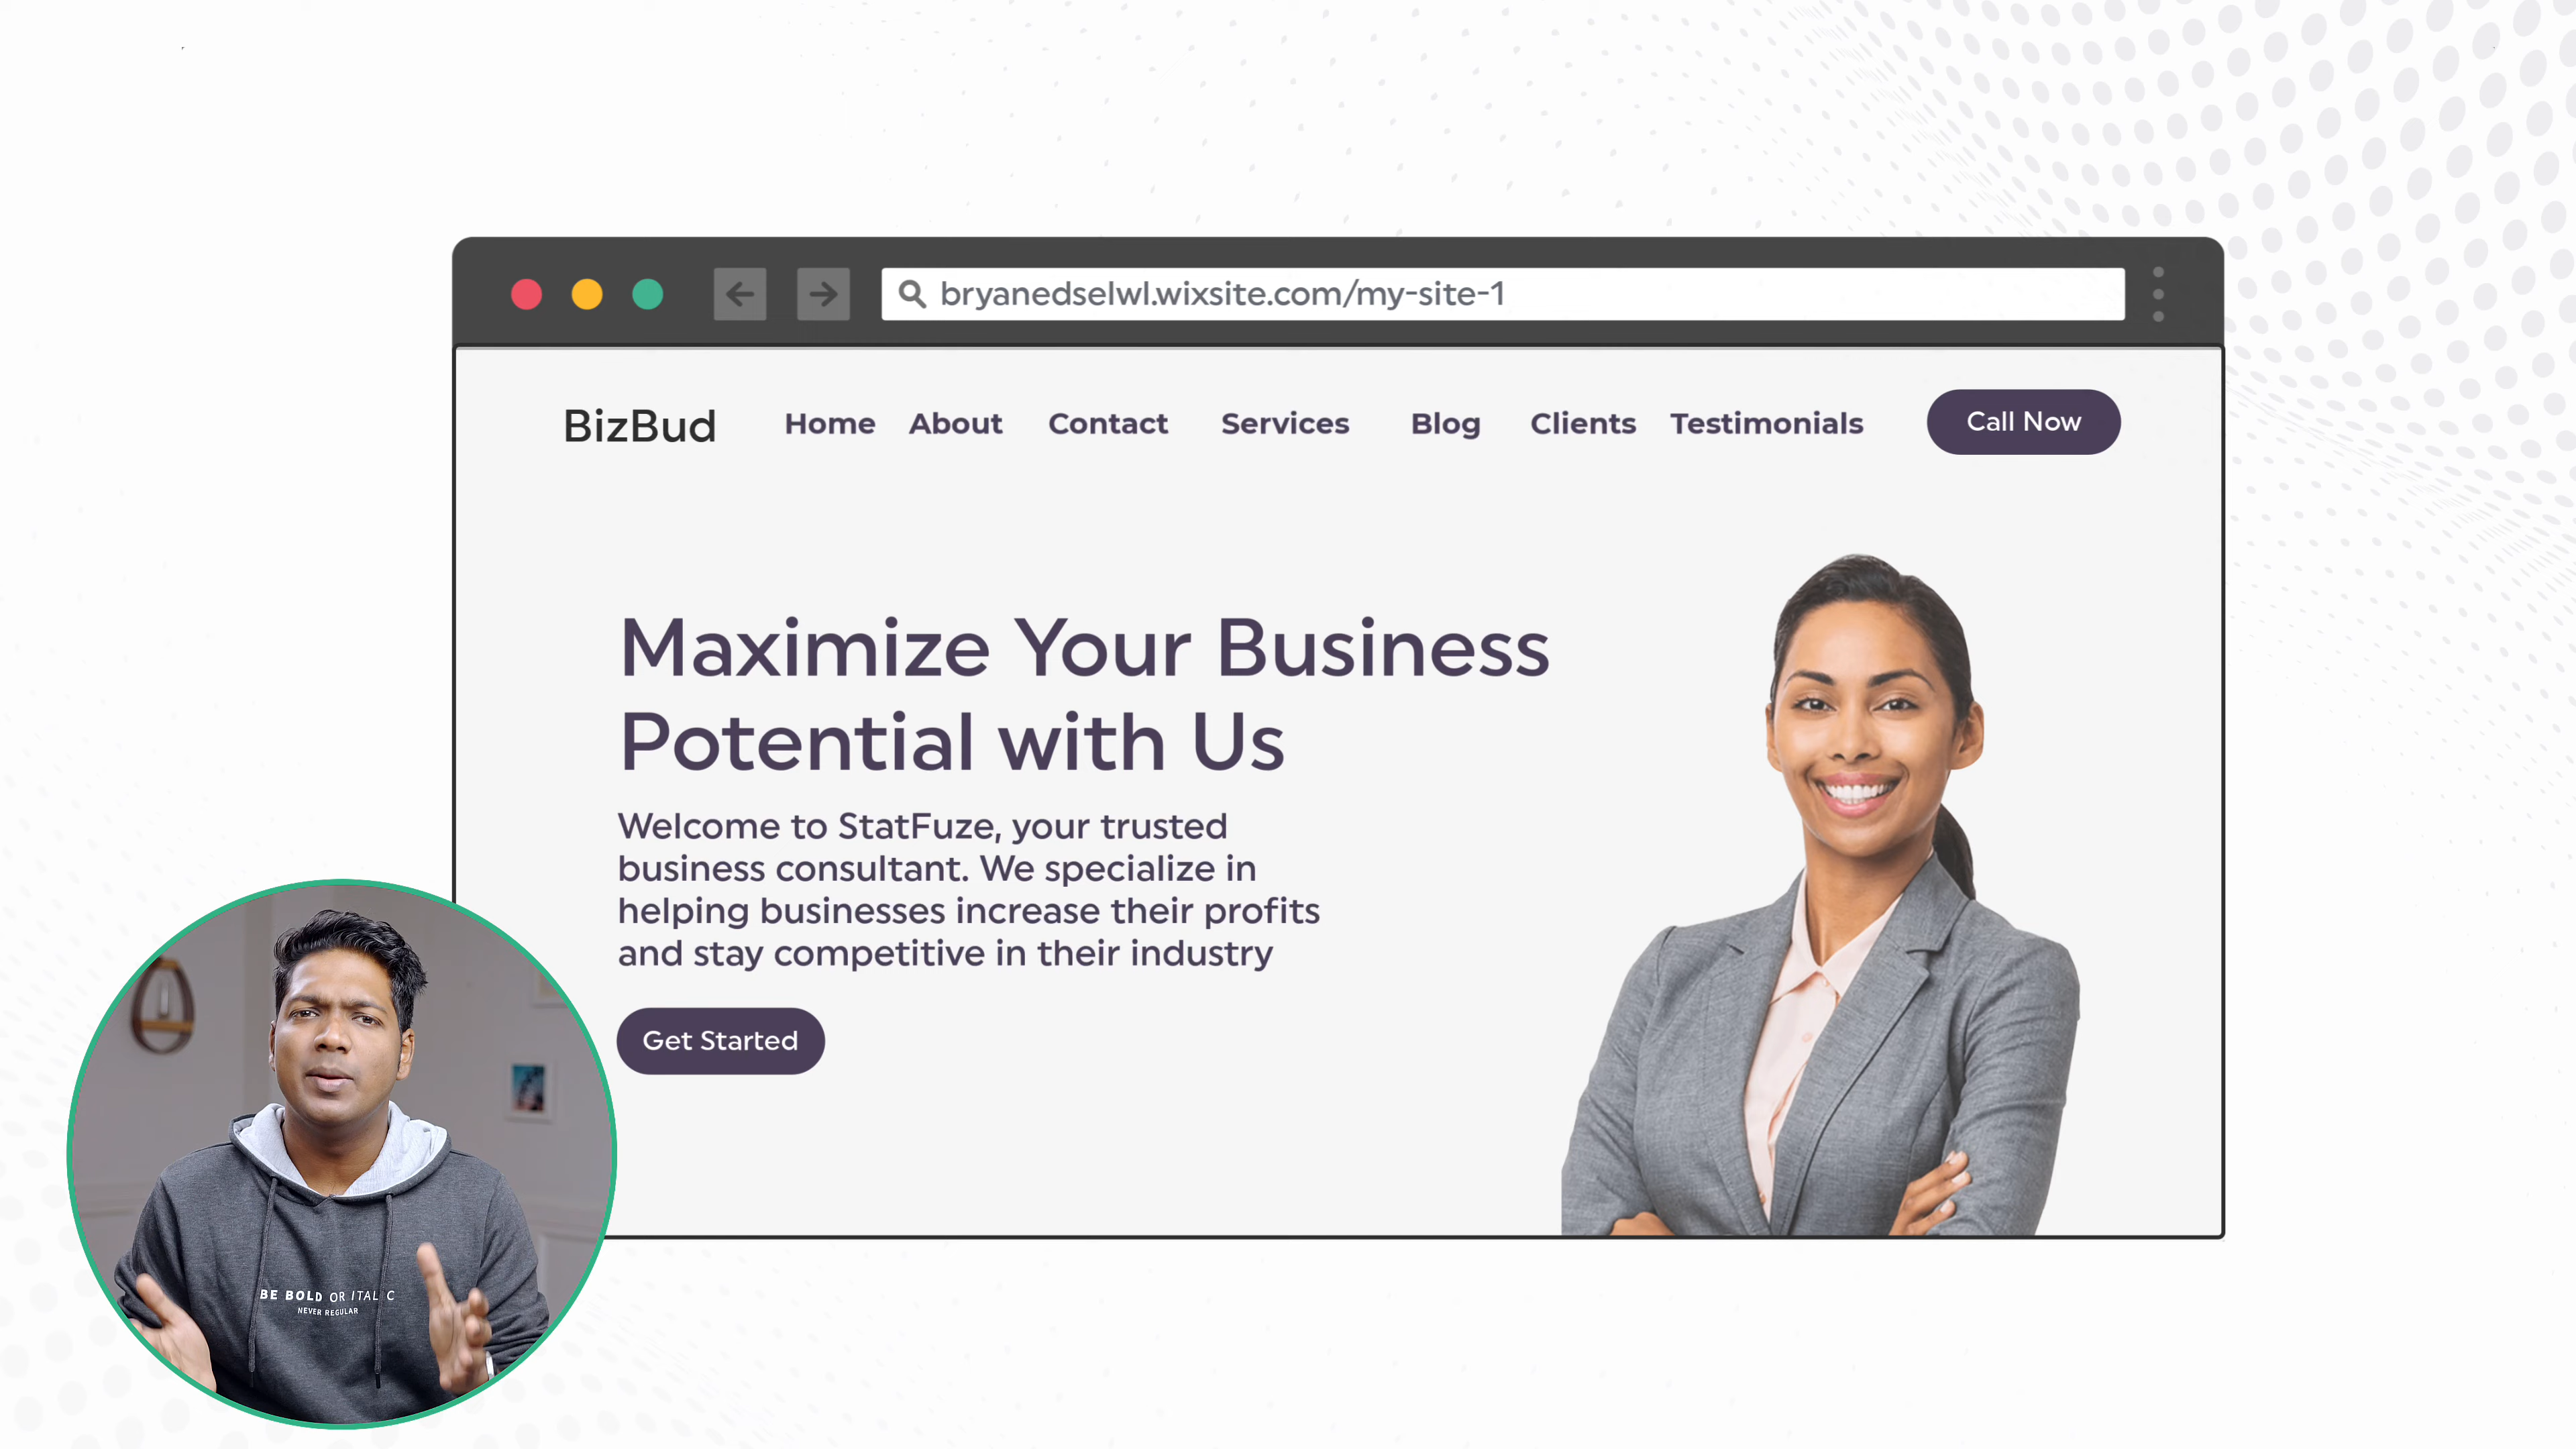 bryanedselwl.wixsite.com/my-site-1
BizBud Home About Contact Services Blog Clients Testimonials Call Now
Maximize Your Business
Potential with Us
Welcome to StatFuze, your trusted
business consultant. We specialize in
helping businesses increase their profits
and stay competitive in their industry
Get Started
BE BOLD OR ITALIC
NEVER REGULAR